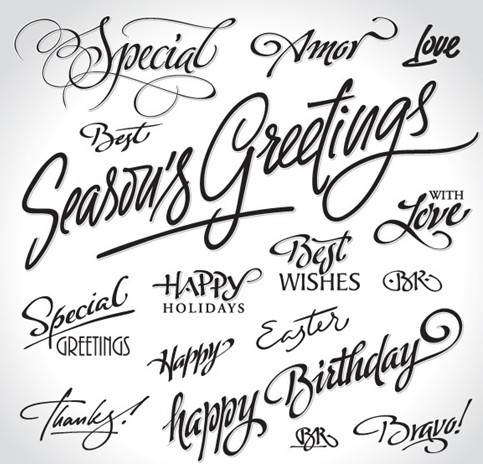 Special
Amor
Love
Best
Season's Greetings
WITH
Love
Best
WISHES
BR
HAPPY
HOLIDAYS
Special
GREETINGS
Easter
Happy
happy Birthday
Thanks!
BR
Bravo!